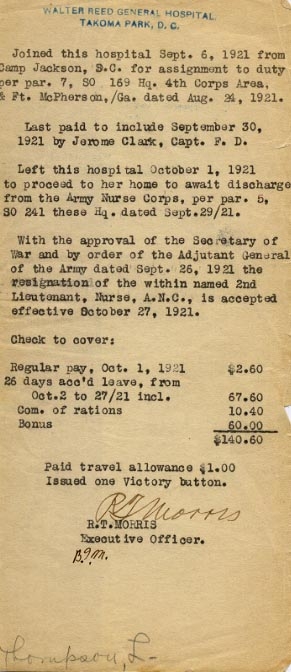 WALTER REED GENERAL HOSPITAL
TAKOMA PARK, D. C.
Joined this hospital Sept. 6, 1921 from
Camp Jackson, S.C. for assignment to duty
per par. 7, SO 169 Hq. 4th Corps Area,
& Ft. McPherson,/Ga. dated Aug. 24, 1921.
Last paid to include September 30,
1921 by Jerome Clark, Capt. F. D.
Left this hospital October 1, 1921
to proceed to her home to await discharge
from the Army Nurse Corps, per par. 5,
SO 241 these Hq. dated Sept.29/21.
With the approval of the Secretary of
War and by order of the Adjutant General
of the Army dated Sept. 26, 1921 the
resignation of the within named 2nd
Lieutenant, Nurse, A.N.C., is accepted
effective October 27, 1921.
Check to cover:
Regular pay, Oct. 1, 1921 $2.60
26 days acc'd leave, from
Oct.2 to 27/21 incl. 67.60
Com. of rations 10.40
Bonus 60.00
$140.60
Paid travel allowance $1.00
Issued one Victory button.
R T Morris
R.T.MORRIS
Executive Officer.
Thompson, L-